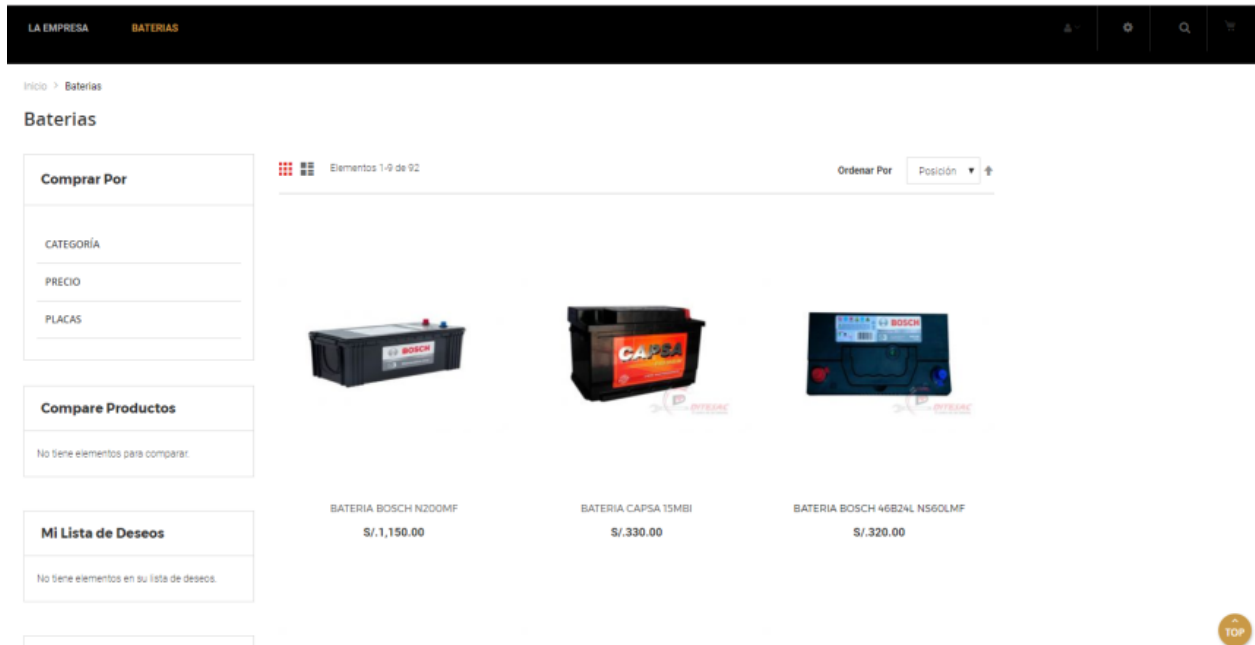 LA EMPRESA
BATERIAS
Inicio > Baterias
Baterias
Comprar Por
CATEGORÍA
PRECIO
PLACAS
Compare Productos
No tiene elementos para comparar.
Mi Lista de Deseos
No tiene elementos en su lista de deseos.
Elementos 1-9 de 92
Ordenar Por
Posición
BOSCH
BATERIA BOSCH N200MF
S/.1,150.00
CAPSA
DITESAC
BATERIA CAPSA 15MBI
S/.330.00
BOSCH
DITESAC
BATERIA BOSCH 46B24L NS60LMF
S/.320.00
TOP